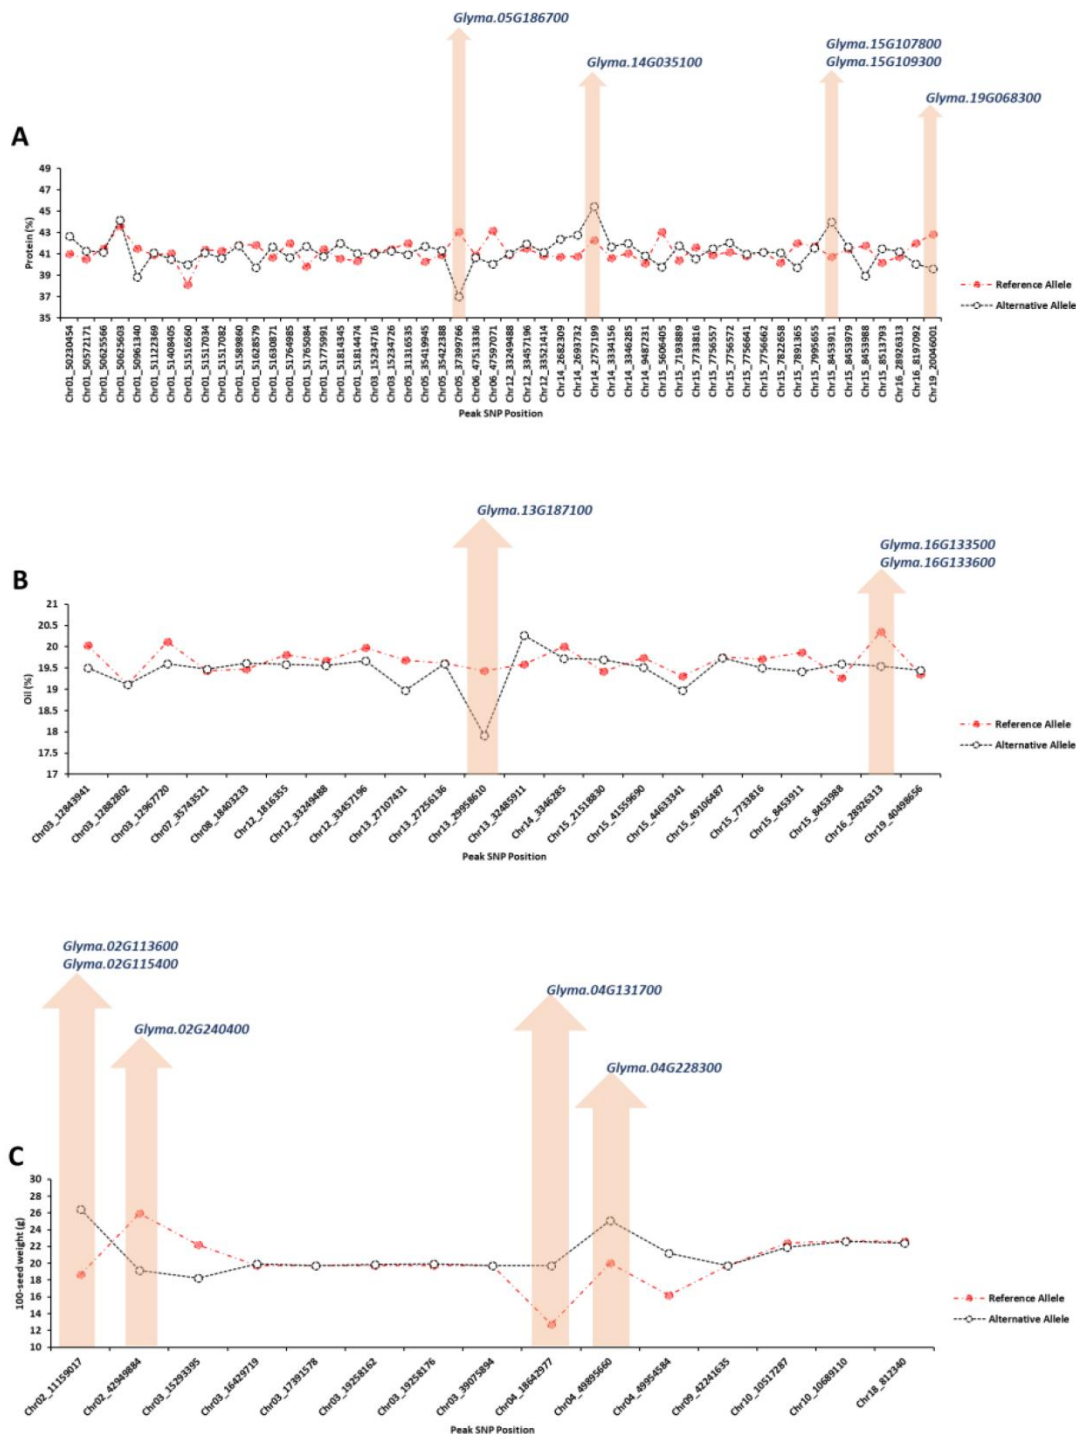 Glyma.05G186700
Glyma.14G035100
Glyma.15G107800
Glyma.15G109300
Glyma.19G068300
A
Protein (%)
49
47
45
43
41
39
37
35
Chr01_50230454
Chr01_50572171
Chr01_50625566
Chr01_50625603
Chr01_50961340
Chr01_51122369
Chr01_51408405
Chr01_51516560
Chr01_51517034
Chr01_51517082
Chr01_51589860
Chr01_51628579
Chr01_51630871
Chr01_51764985
Chr01_51765084
Chr01_51775991
Chr01_51814345
Chr01_51814474
Chr03_15234716
Chr03_15234726
Chr05_31316535
Chr05_35419945
Chr05_35422388
Chr05_37399766
Chr06_47513336
Chr06_47597071
Chr12_33249488
Chr12_33457196
Chr12_33521414
Chr14_2682309
Chr14_2693732
Chr14_2757199
Chr14_3334156
Chr14_3346285
Chr14_9487231
Chr15_5606405
Chr15_7193889
Chr15_7733816
Chr15_7756557
Chr15_7756572
Chr15_7756641
Chr15_7756662
Chr15_7822658
Chr15_7891365
Chr15_7995655
Chr15_8453911
Chr15_8453979
Chr15_8453988
Chr15_8513793
Chr16_28926313
Chr16_8197092
Chr19_20046001
Peak SNP Position
Reference Allele
Alternative Allele
Glyma.13G187100
Glyma.16G133500
Glyma.16G133600
B
Oil (%)
21
20.5
20
19.5
19
18.5
18
17.5
17
Chr03_12843941
Chr03_12882802
Chr03_12967720
Chr07_35743521
Chr08_18403233
Chr12_1816355
Chr12_33249488
Chr12_33457196
Chr13_27107431
Chr13_27256136
Chr13_29958610
Chr13_32485911
Chr14_3346285
Chr15_21518830
Chr15_41559690
Chr15_44633341
Chr15_49106487
Chr15_7733816
Chr15_8453911
Chr15_8453988
Chr16_28926313
Chr19_40498656
Peak SNP Position
Reference Allele
Alternative Allele
Glyma.02G113600
Glyma.02G115400
Glyma.02G240400
Glyma.04G131700
Glyma.04G228300
C
100-seed weight (g)
30
28
26
24
22
20
18
16
14
12
10
Chr02_11159017
Chr02_42949884
Chr03_15293395
Chr03_16429719
Chr03_17391578
Chr03_19258162
Chr03_19258176
Chr03_39075894
Chr04_18642977
Chr04_49895660
Chr04_49954584
Chr09_42241635
Chr10_10517287
Chr10_10689110
Chr18_812340
Peak SNP Position
Reference Allele
Alternative Allele